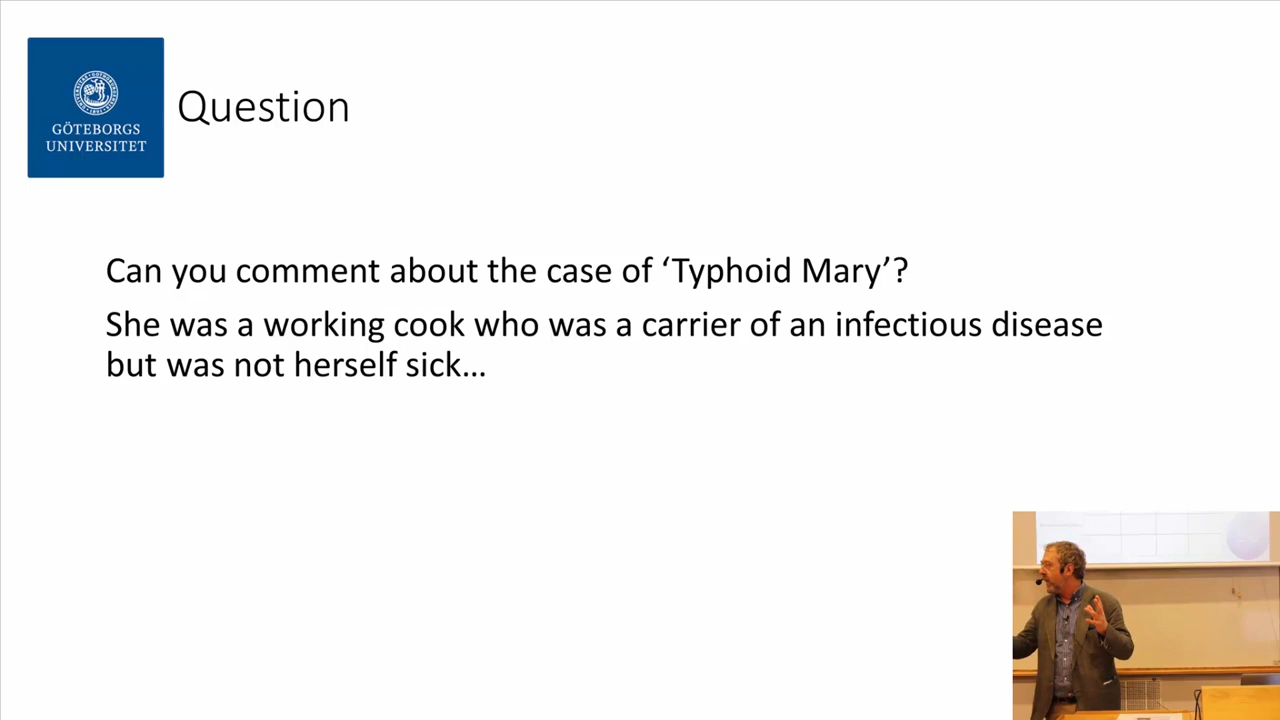 GÖTEBORGS
UNIVERSITET
Question
Can you comment about the case of ‘Typhoid Mary’?
She was a working cook who was a carrier of an infectious disease
but was not herself sick…